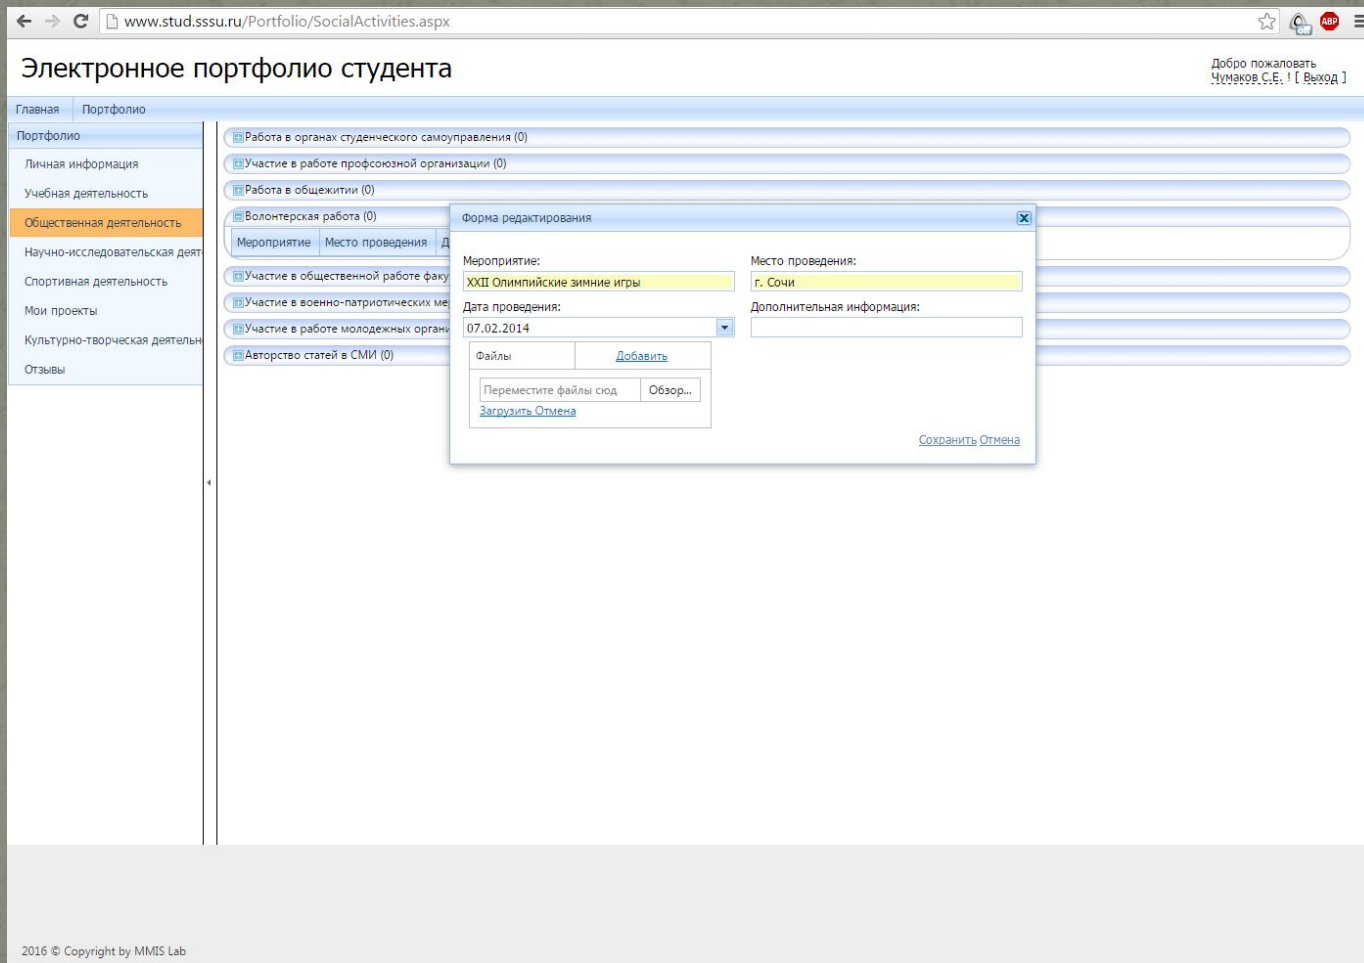 www.stud.sssu.ru/Portfolio/SocialActivities.aspx
off
ABP
Электронное портфолио студента
Добро пожаловать
Чумаков С.Е. ! [ Выход ]
Главная Портфолио
Портфолио
Личная информация
Учебная деятельность
Общественная деятельность
Научно-исследовательская деят
Спортивная деятельность
Мои проекты
Культурно-творческая деятельн
Отзывы
Работа в органах студенческого самоуправления (0)
Участие в работе профсоюзной организации (0)
Работа в общежитии (0)
Волонтерская работа (0)
Мероприятие Место проведения Д
Участие в общественной работе факу
Участие в военно-патриотических ме
Участие в работе молодежных органи
Авторство статей в СМИ (0)
Форма редактирования
Мероприятие: Место проведения:
XXII Олимпийские зимние игры г. Сочи
Дата проведения: Дополнительная информация:
07.02.2014
Файлы Добавить
Переместите файлы сюд Обзор...
Загрузить Отмена
Сохранить Отмена
2016 © Copyright by MMIS Lab